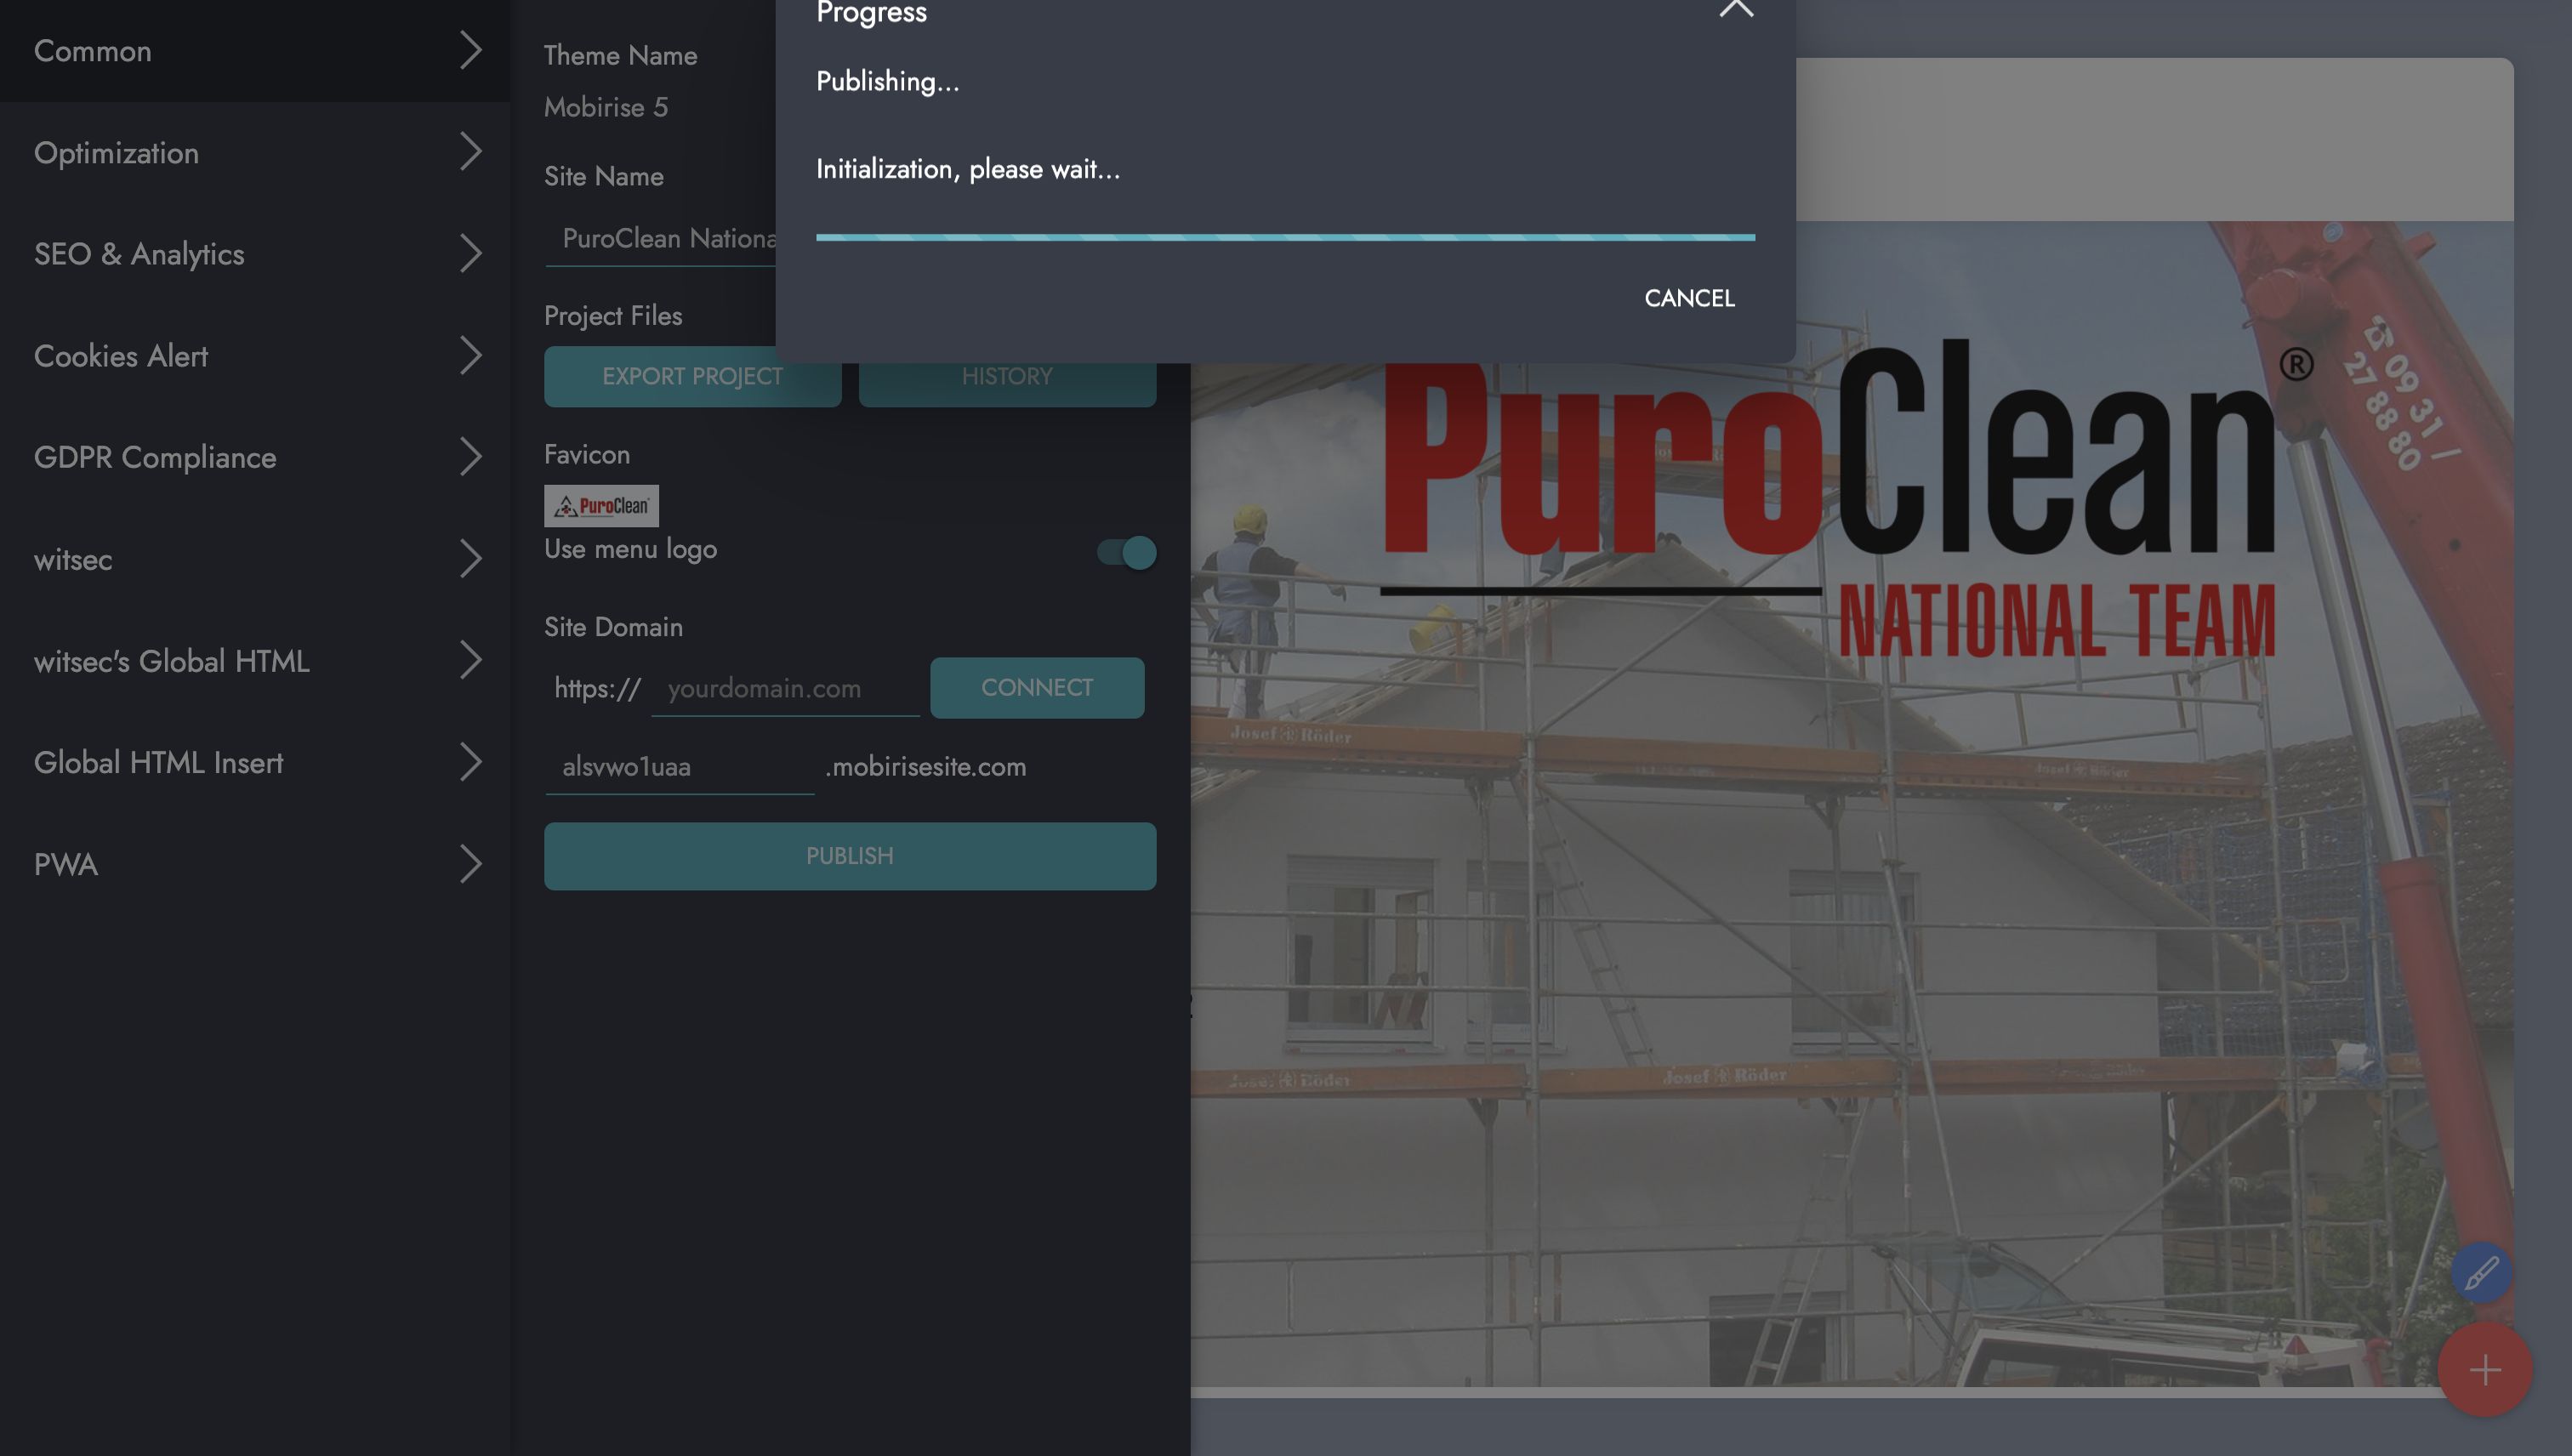 Common
Optimization
SEO & Analytics
Cookies Alert
GDPR Compliance
witsec
witsec's Global HTML
Global HTML Insert
PWA
Theme Name
Mobirise 5
Site Name
PuroClean Nationa
Project Files
EXPORT PROJECT
HISTORY
Favicon
PuroClean
Use menu logo
Site Domain
https://
yourdomain.com
CONNECT
alsvwo1uaa
.mobirisesite.com
PUBLISH
Progress
Publishing...
Initialization, please wait...
CANCEL
PuroClean®
NATIONAL TEAM
☎ 09 31 /
27 88 80
Josef Röder
Josef Röder
Josef Röder